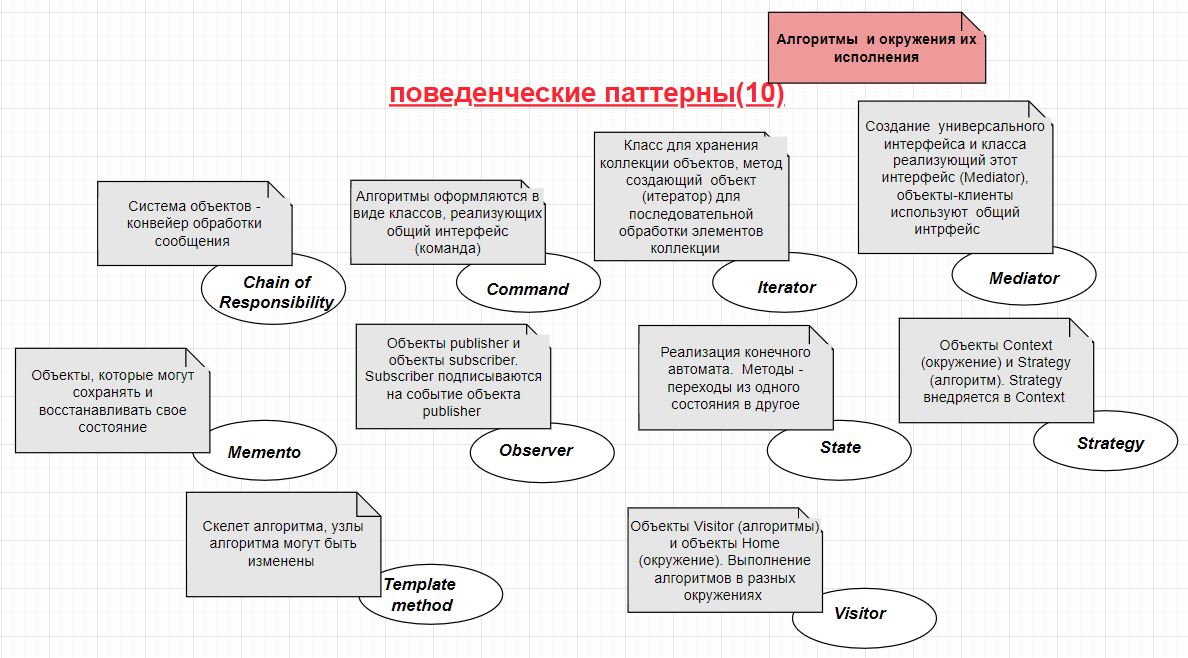 Алгоритмы и окружения их
исполнения
поведенческие паттерны(10)
Система объектов -
конвейер обработки
сообщения
Chain of
Responsibility
Алгоритмы оформляются в
виде классов, реализующих
общий интерфейс
(команда)
Command
Класс для хранения
коллекции объектов, метод
создающий объект
(итератор) для
последовательной
обработки элементов
коллекции
Iterator
Создание универсального
интерфейса и класса
реализующий этот
интерфейс (Mediator),
объекты-клиенты
используют общий
интрфейс
Mediator
Объекты, которые могут
сохранять и
восстанавливать свое
состояние
Memento
Объекты publisher и
объекты subscriber.
Subscriber подписываются
на событие объекта
publisher
Observer
Реализация конечного
автомата. Методы -
переходы из одного
состояния в другое
State
Объекты Context
(окружение) и Strategy
(алгоритм). Strategy
внедряется в Context
Strategy
Скелет алгоритма, узлы
алгоритма могут быть
изменены
Template
method
Объекты Visitor (алгоритмы)
и объекты Home
(окружение). Выполнение
алгоритмов в разных
окружениях
Visitor